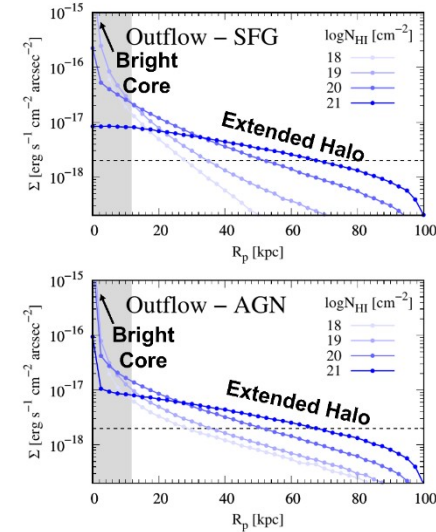 Outflow – SFG
logN_HI [cm⁻²]
18
19
20
21
Bright
Core
Extended Halo
Σ [erg s⁻¹ cm⁻² arcsec⁻²]
10⁻¹⁵
10⁻¹⁶
10⁻¹⁷
10⁻¹⁸
0 20 40 60 80 100
R_p [kpc]
Outflow – AGN
logN_HI [cm⁻²]
18
19
20
21
Bright
Core
Extended Halo
Σ [erg s⁻¹ cm⁻² arcsec⁻²]
10⁻¹⁵
10⁻¹⁶
10⁻¹⁷
10⁻¹⁸
0 20 40 60 80 100
R_p [kpc]